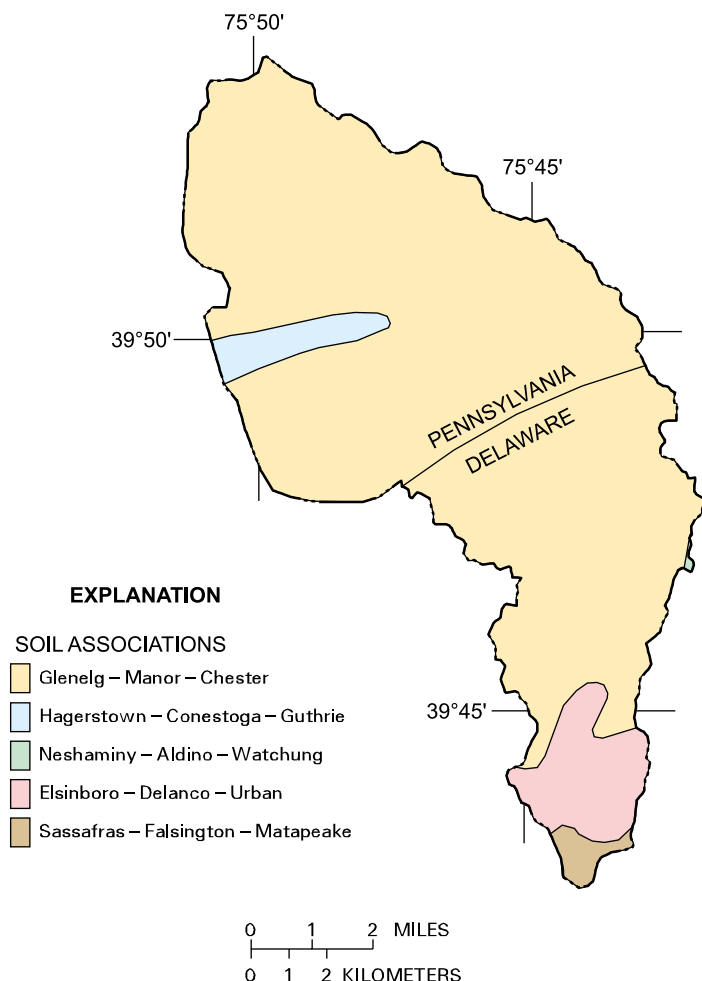 75°50'
75°45'
39°50'
PENNSYLVANIA
DELAWARE
EXPLANATION
SOIL ASSOCIATIONS
Glenelg – Manor – Chester
Hagerstown – Conestoga – Guthrie
39°45'
Neshaminy – Aldino – Watchung
Elsinboro – Delanco – Urban
Sassafras – Falsington – Matapeake
0 1 2 MILES
0 1 2 KILOMETERS